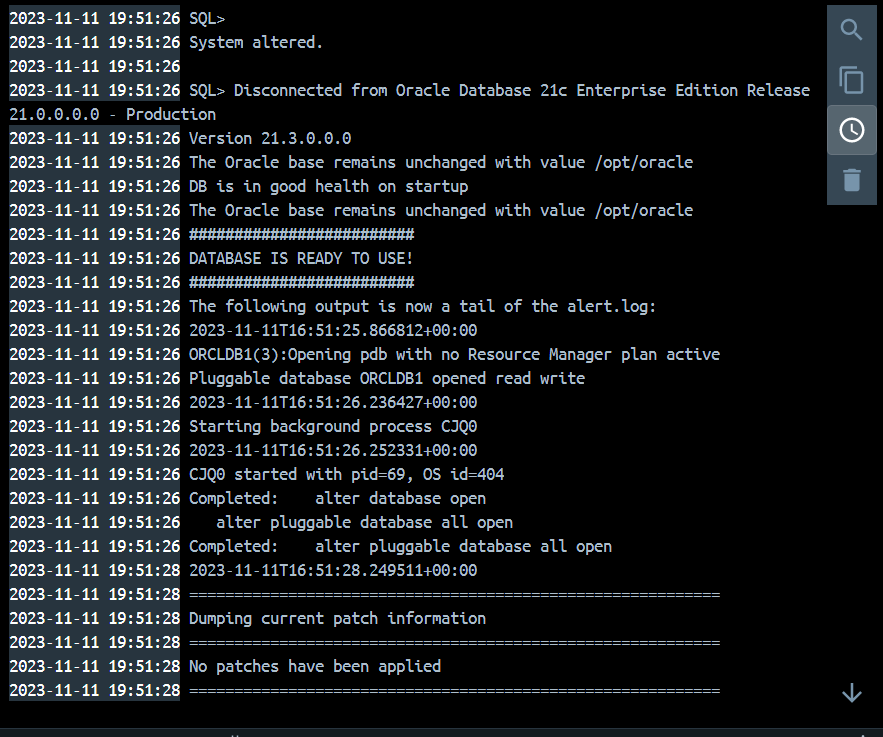 2023-11-11 19:51:26 SQL>
2023-11-11 19:51:26 System altered.
2023-11-11 19:51:26
2023-11-11 19:51:26 SQL> Disconnected from Oracle Database 21c Enterprise Edition Release
21.0.0.0.0 - Production
2023-11-11 19:51:26 Version 21.3.0.0.0
2023-11-11 19:51:26 The Oracle base remains unchanged with value /opt/oracle
2023-11-11 19:51:26 DB is in good health on startup
2023-11-11 19:51:26 The Oracle base remains unchanged with value /opt/oracle
2023-11-11 19:51:26 #########################
2023-11-11 19:51:26 DATABASE IS READY TO USE!
2023-11-11 19:51:26 #########################
2023-11-11 19:51:26 The following output is now a tail of the alert.log:
2023-11-11 19:51:26 2023-11-11T16:51:25.866812+00:00
2023-11-11 19:51:26 ORCLDB1(3):Opening pdb with no Resource Manager plan active
2023-11-11 19:51:26 Pluggable database ORCLDB1 opened read write
2023-11-11 19:51:26 2023-11-11T16:51:26.236427+00:00
2023-11-11 19:51:26 Starting background process CJQ0
2023-11-11 19:51:26 2023-11-11T16:51:26.252331+00:00
2023-11-11 19:51:26 CJQ0 started with pid=69, OS id=404
2023-11-11 19:51:26 Completed:    alter database open
2023-11-11 19:51:26    alter pluggable database all open
2023-11-11 19:51:26 Completed:    alter pluggable database all open
2023-11-11 19:51:28 2023-11-11T16:51:28.249511+00:00
2023-11-11 19:51:28 ===========================================================
2023-11-11 19:51:28 Dumping current patch information
2023-11-11 19:51:28 ===========================================================
2023-11-11 19:51:28 No patches have been applied
2023-11-11 19:51:28 ===========================================================